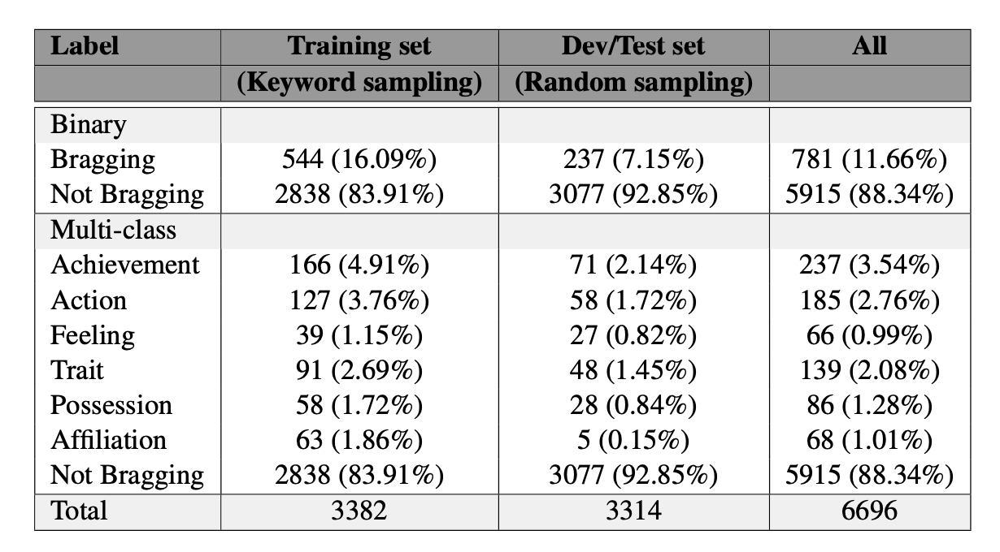 Label Training set Dev/Test set All
(Keyword sampling) (Random sampling)
Binary
Bragging 544 (16.09%) 237 (7.15%) 781 (11.66%)
Not Bragging 2838 (83.91%) 3077 (92.85%) 5915 (88.34%)
Multi-class
Achievement 166 (4.91%) 71 (2.14%) 237 (3.54%)
Action 127 (3.76%) 58 (1.72%) 185 (2.76%)
Feeling 39 (1.15%) 27 (0.82%) 66 (0.99%)
Trait 91 (2.69%) 48 (1.45%) 139 (2.08%)
Possession 58 (1.72%) 28 (0.84%) 86 (1.28%)
Affiliation 63 (1.86%) 5 (0.15%) 68 (1.01%)
Not Bragging 2838 (83.91%) 3077 (92.85%) 5915 (88.34%)
Total 3382 3314 6696